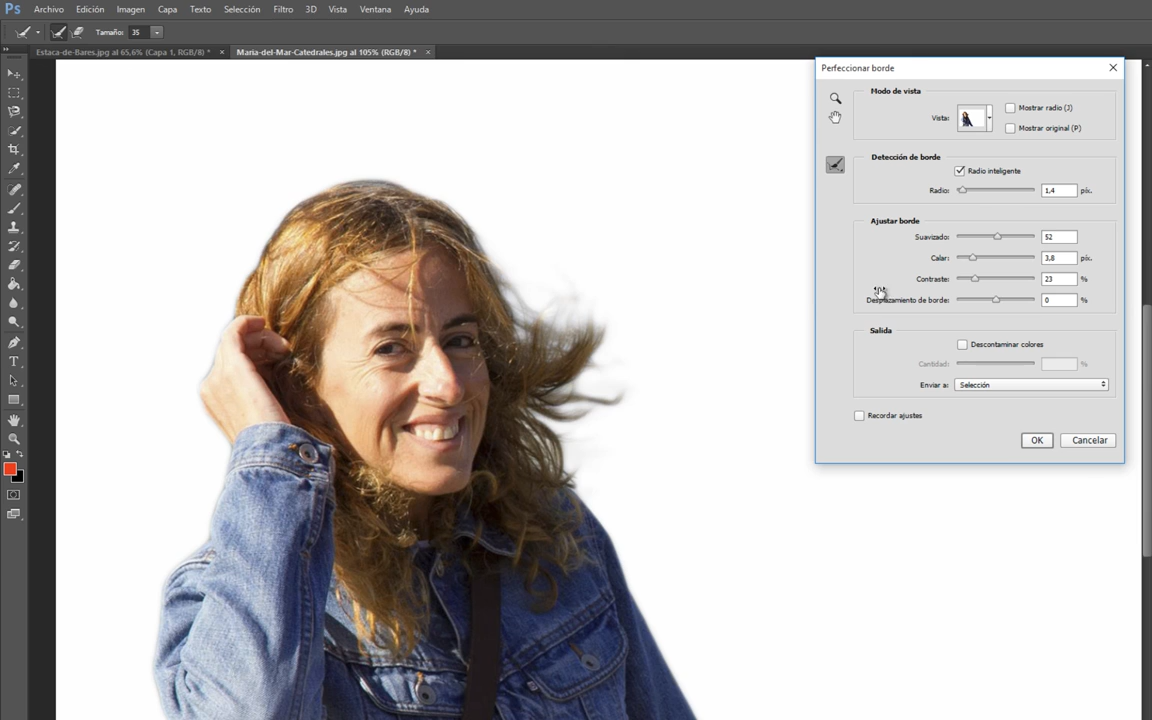 Ps Archivo Edición Imagen Capa Texto Selección Filtro 3D Vista Ventana Ayuda
Tamaño: 35
Estaca-de-Bares.jpg al 65,6% (Capa 1, RGB/8) * × Maria-del-Mar-Catedrales.jpg al 105% (RGB/8) * ×
Perfeccionar borde
Modo de vista
Vista:
Mostrar radio (J)
Mostrar original (P)
Detección de borde
Radio inteligente
Radio: 1,4 píx.
Ajustar borde
Suavizado: 52
Calar: 3,8 píx.
Contraste: 23 %
Desplazamiento de borde: 0 %
Salida
Descontaminar colores
Cantidad: %
Enviar a: Selección
Recordar ajustes
OK Cancelar
T